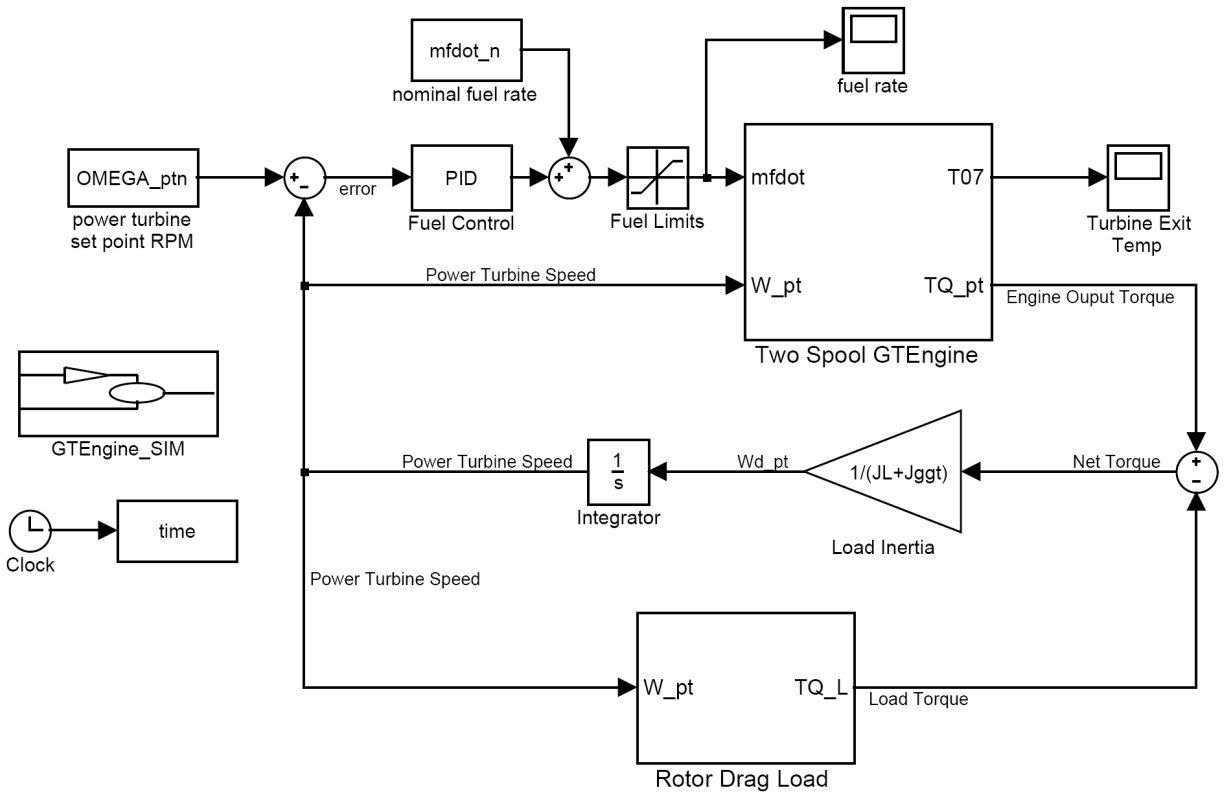 mfdot_n
nominal fuel rate
fuel rate
OMEGA_ptn
power turbine
set point RPM
+
−
error
PID
Fuel Control
+
+
Fuel Limits
mfdot
T07
W_pt
TQ_pt
Two Spool GTEngine
Turbine Exit
Temp
Power Turbine Speed
Engine Ouput Torque
GTEngine_SIM
Power Turbine Speed
1
s
Integrator
Wd_pt
1/(JL+Jggt)
Load Inertia
Net Torque
+
−
Clock
time
Power Turbine Speed
W_pt
TQ_L
Load Torque
Rotor Drag Load